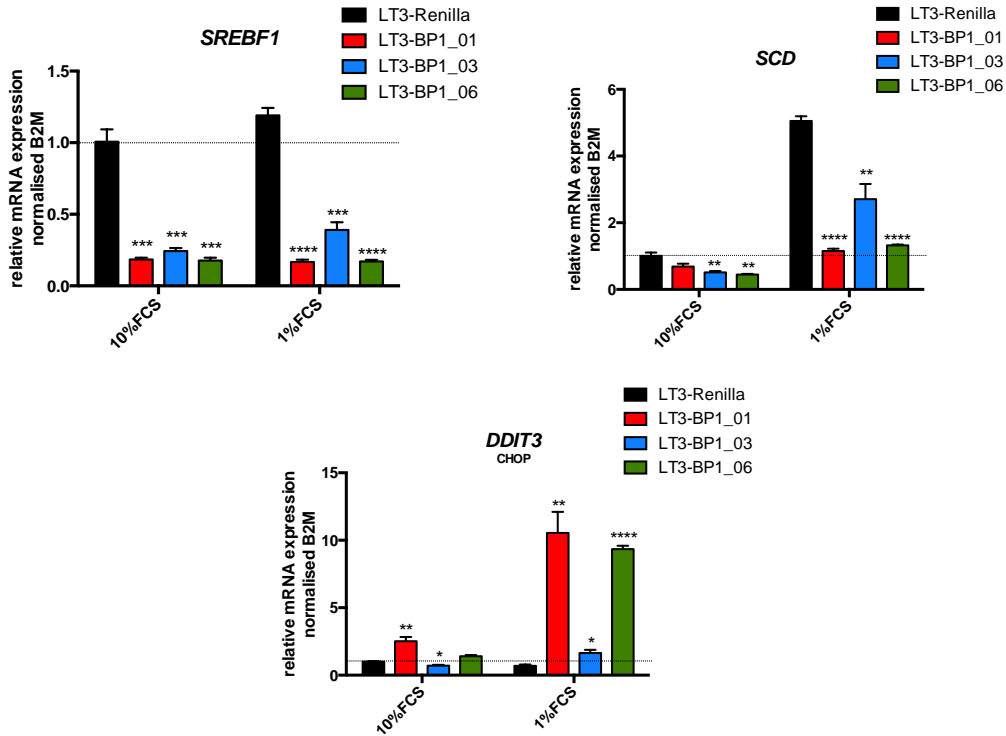 SREBF1
LT3-Renilla
LT3-BP1_01
LT3-BP1_03
LT3-BP1_06
relative mRNA expression
normalised B2M
1.5
1.0
0.5
0.0
*** *** ***
**** *** ****
10%FCS
1%FCS
SCD
LT3-Renilla
LT3-BP1_01
LT3-BP1_03
LT3-BP1_06
relative mRNA expression
normalised B2M
6
4
2
0
** **
**** ** ****
10%FCS
1%FCS
DDIT3
CHOP
LT3-Renilla
LT3-BP1_01
LT3-BP1_03
LT3-BP1_06
relative mRNA expression
normalised B2M
15
10
5
0
** *
** * ****
10%FCS
1%FCS